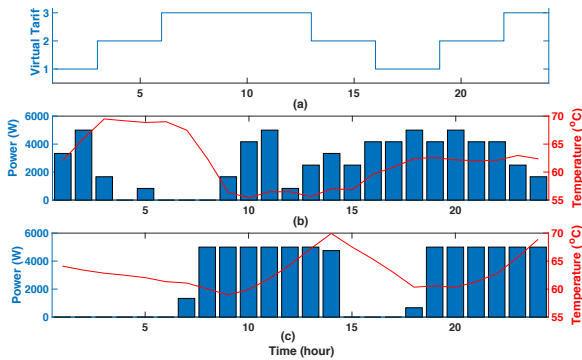 Virtual Tarif
3
2
1
5 10 15 20
(a)
Power (W)
6000
4000
2000
0
5 10 15 20
(b)
70
65
60
55
Temperature (°C)
Power (W)
6000
4000
2000
0
5 10 15 20
(c)
70
65
60
55
Temperature (°C)
Time (hour)